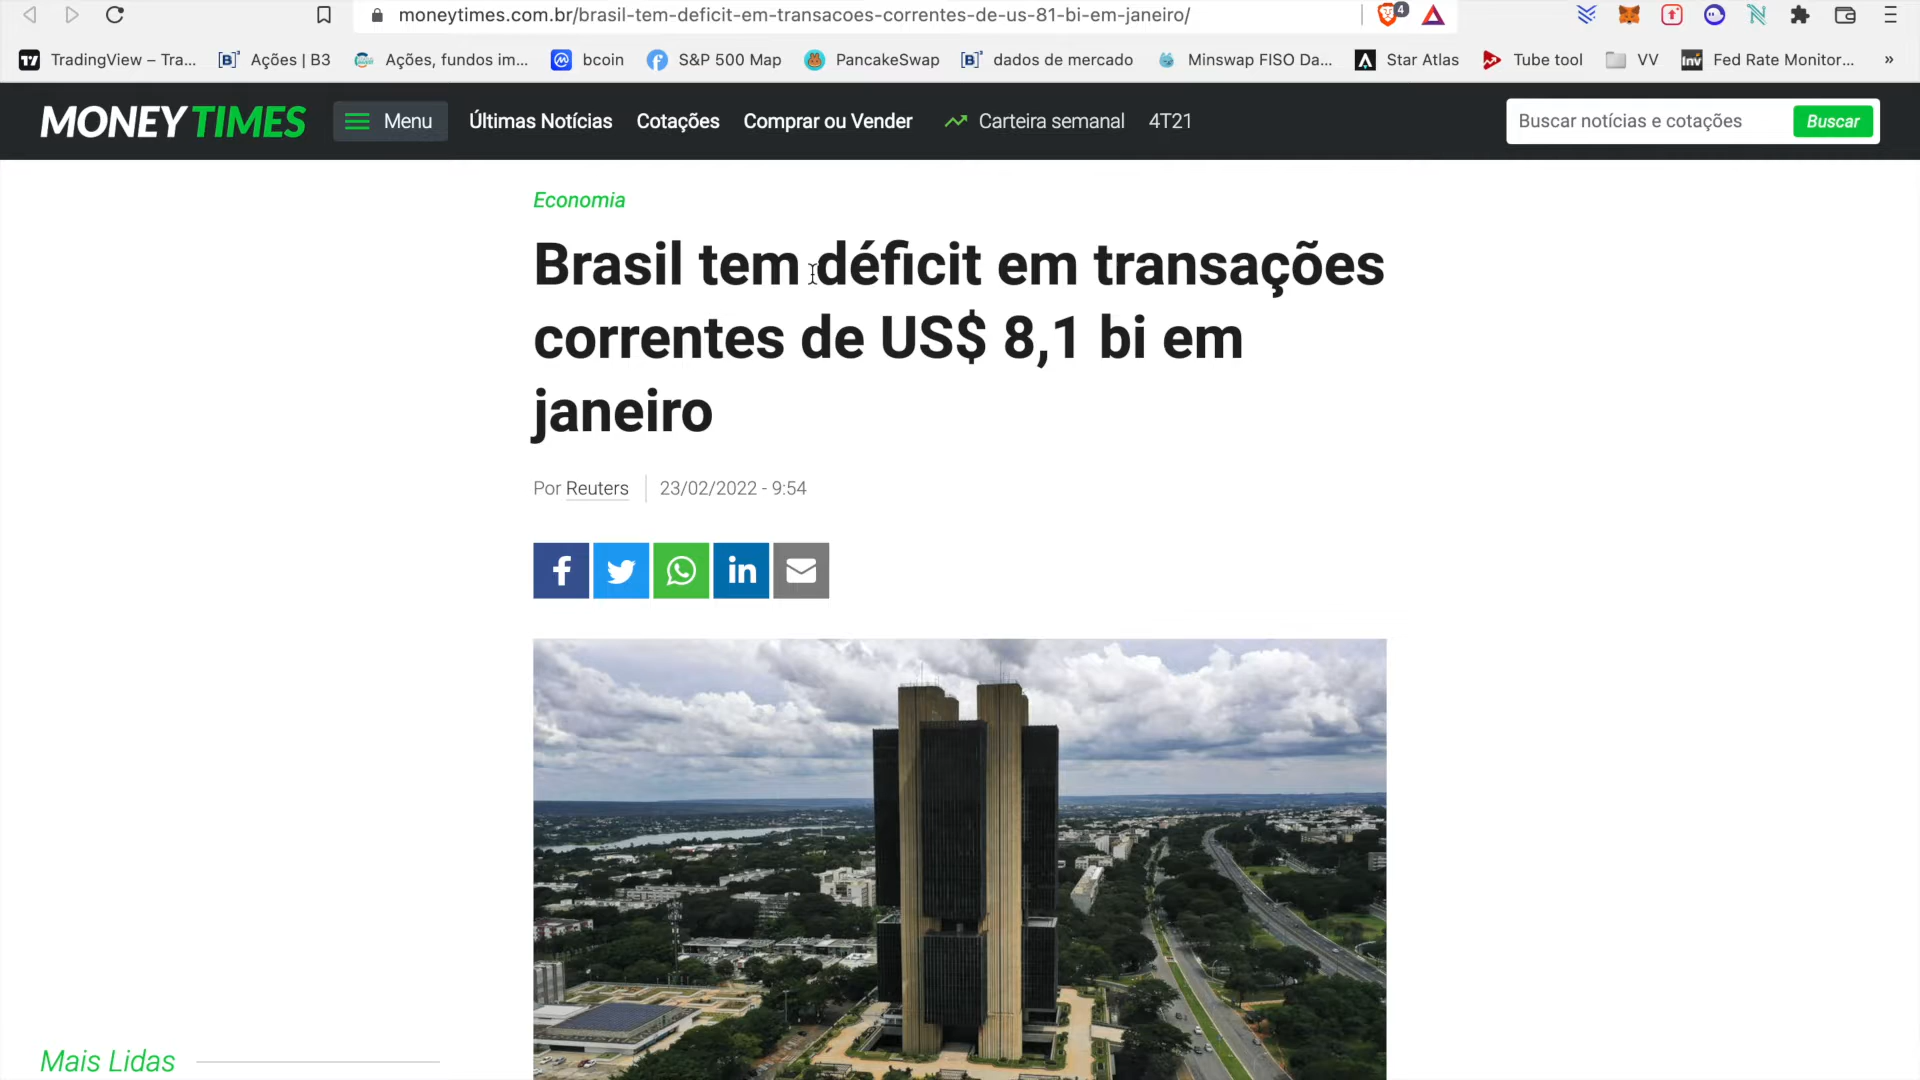 moneytimes.com.br/brasil-tem-deficit-em-transacoes-correntes-de-us-81-bi-em-janeiro/
4
TradingView – Tra...
Ações | B3
Ações, fundos im...
bcoin
S&P 500 Map
PancakeSwap
dados de mercado
Minswap FISO Da...
Star Atlas
Tube tool
VV
Inv
Fed Rate Monitor...
»
MONEY TIMES
Menu
Últimas Notícias
Cotações
Comprar ou Vender
Carteira semanal
4T21
Buscar notícias e cotações
Buscar
Economia
Brasil tem déficit em transações
correntes de US$ 8,1 bi em
janeiro
Por Reuters
23/02/2022 - 9:54
Mais Lidas